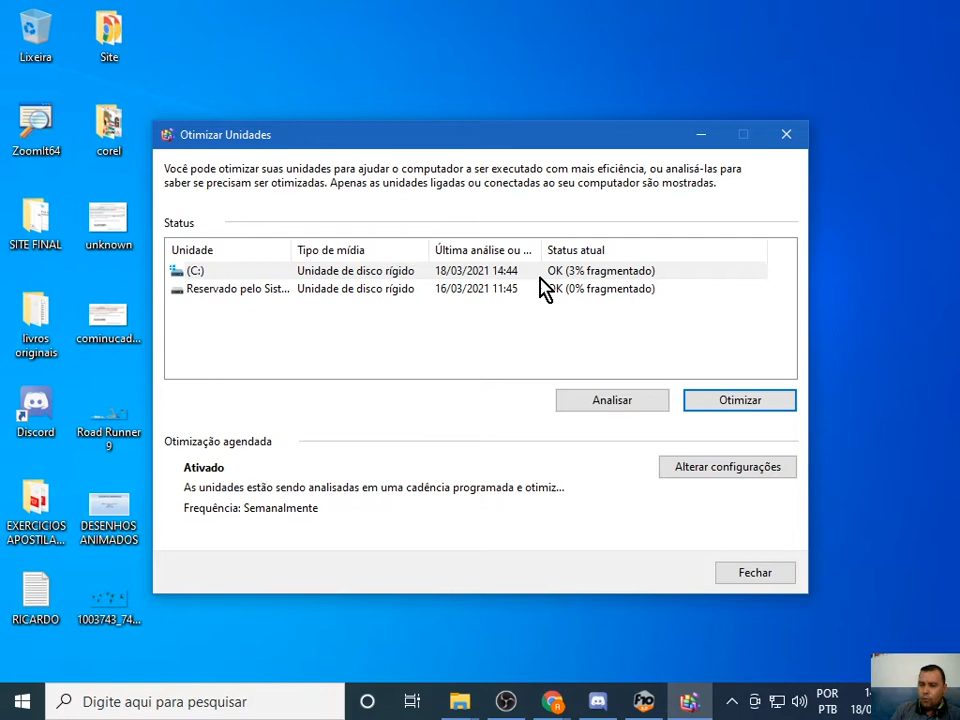 Lixeira
Site
ZoomIt64
corel
SITE FINAL
unknown
livros
originais
cominucad...
Discord
Road Runner
9
EXERCICIOS
APOSTILA...
DESENHOS
ANIMADOS
RICARDO
1003743_74...
Otimizar Unidades
Você pode otimizar suas unidades para ajudar o computador a ser executado com mais eficiência, ou analisá-las para
saber se precisam ser otimizadas. Apenas as unidades ligadas ou conectadas ao seu computador são mostradas.
Status
Unidade Tipo de mídia Última análise ou ... Status atual
(C:) Unidade de disco rígido 18/03/2021 14:44 OK (3% fragmentado)
Reservado pelo Sist... Unidade de disco rígido 16/03/2021 11:45 OK (0% fragmentado)
Analisar Otimizar
Otimização agendada
Ativado
Alterar configurações
As unidades estão sendo analisadas em uma cadência programada e otimiz...
Frequência: Semanalmente
Fechar
Digite aqui para pesquisar
POR
PTB